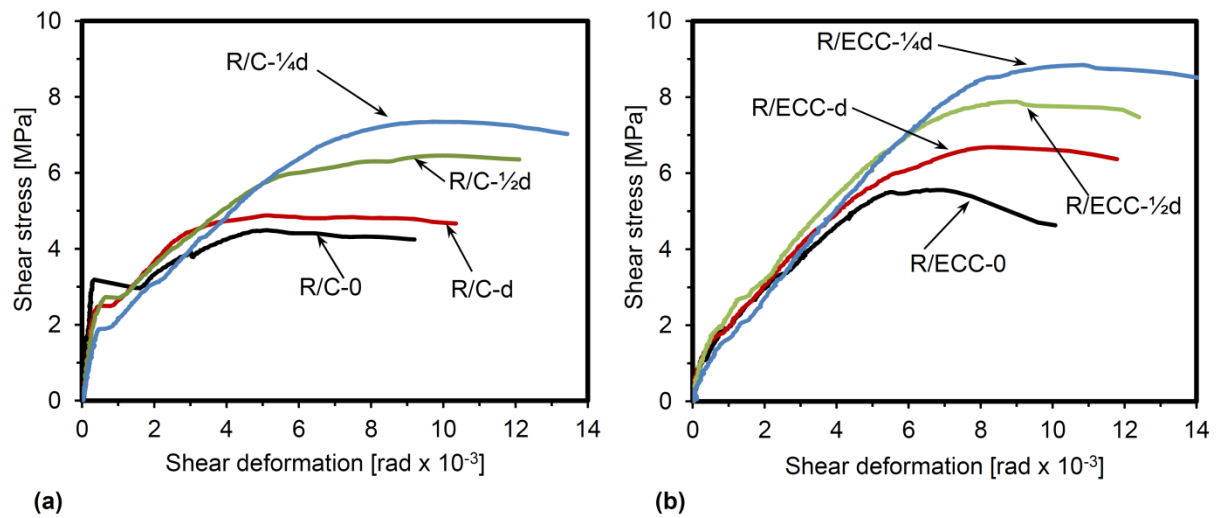 10
8
6
4
2
0
Shear stress [MPa]
R/C-¼d
R/C-½d
R/C-0
R/C-d
0 2 4 6 8 10 12 14
Shear deformation [rad x 10⁻³]
(a)
10
8
6
4
2
0
Shear stress [MPa]
R/ECC-¼d
R/ECC-d
R/ECC-½d
R/ECC-0
0 2 4 6 8 10 12 14
Shear deformation [rad x 10⁻³]
(b)